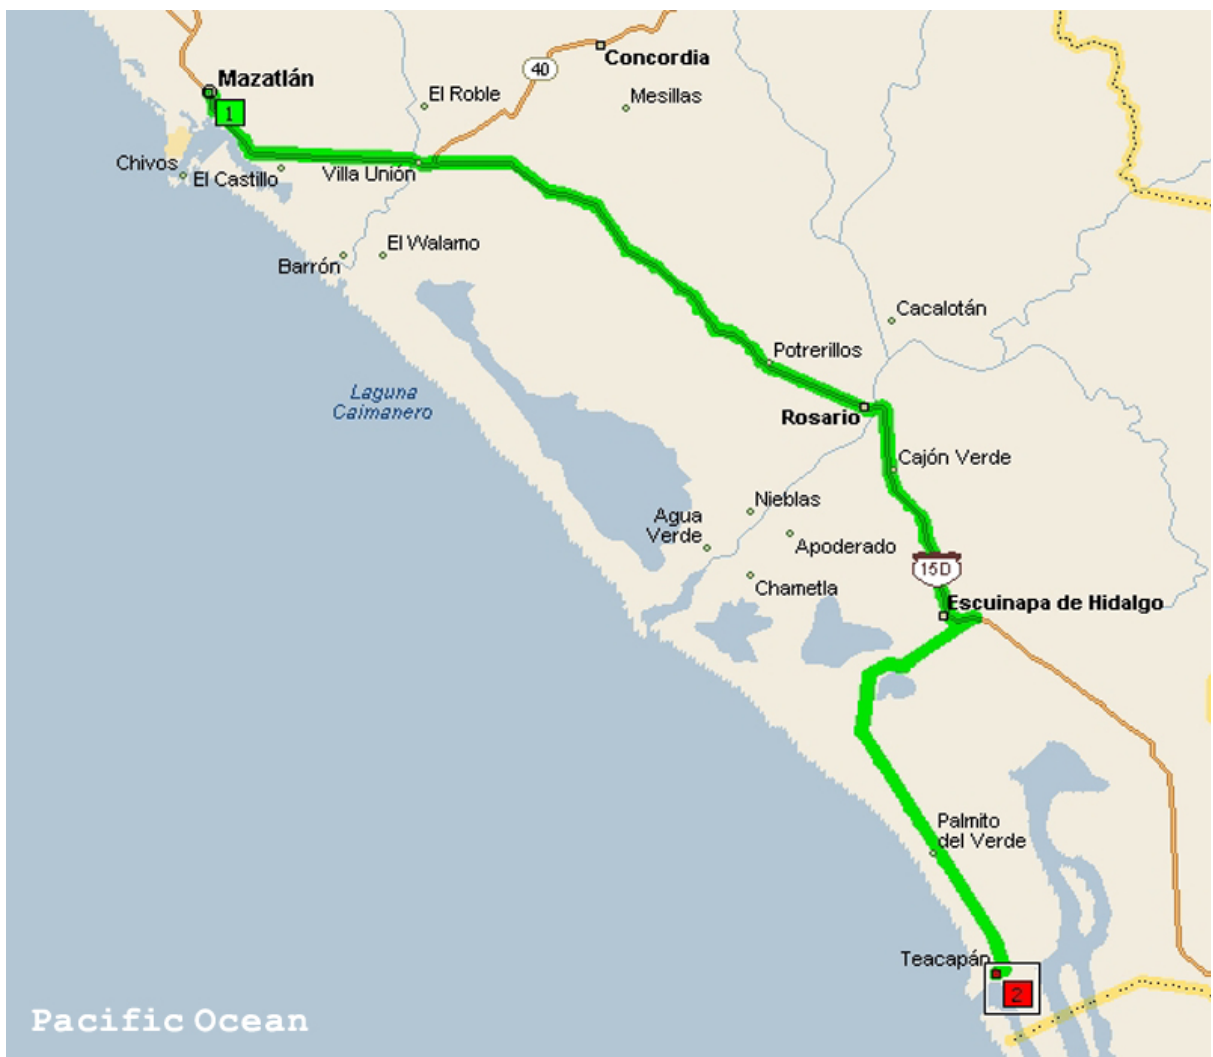 Concordia
40
Mazatlán
El Roble
Mesillas
1
Chivos
El Castillo
Villa Unión
El Walamo
Barrón
Cacalotán
Potrerillos
Laguna
Caimanero
Rosario
Cajón Verde
Nieblas
Agua
Verde
Apoderado
15D
Chametla
Escuinapa de Hidalgo
Palmito
del Verde
Teacapán
2
Pacific Ocean